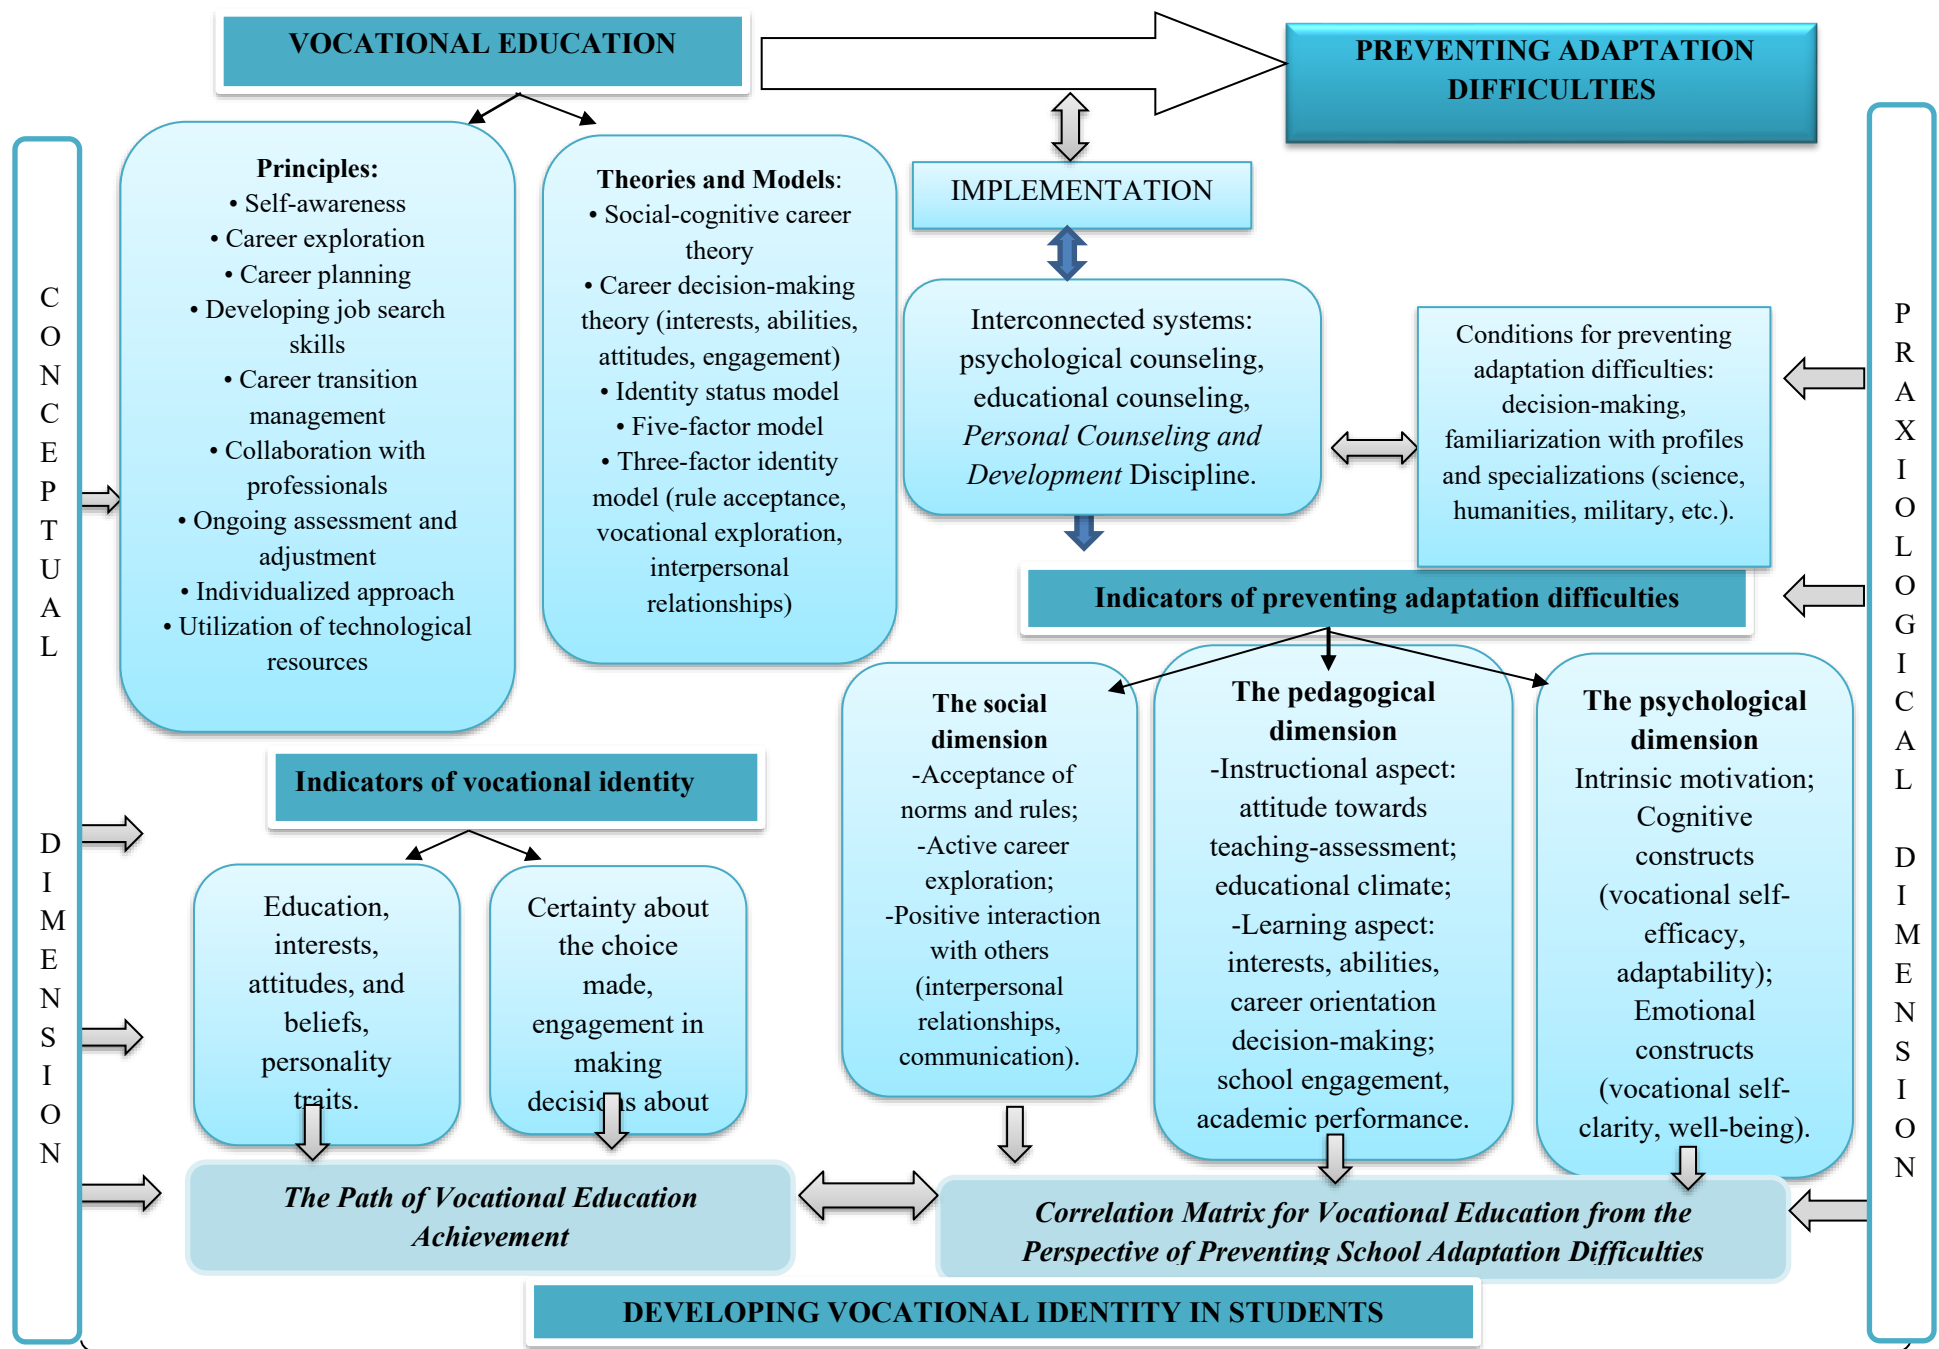 VOCATIONAL EDUCATION
PREVENTING ADAPTATION
DIFFICULTIES
C
O
N
C
E
P
T
U
A
L
D
I
M
E
N
S
I
O
N
Principles:
• Self-awareness
• Career exploration
• Career planning
• Developing job search
skills
• Career transition
management
• Collaboration with
professionals
• Ongoing assessment and
adjustment
• Individualized approach
• Utilization of technological
resources
Theories and Models:
• Social-cognitive career
theory
• Career decision-making
theory (interests, abilities,
attitudes, engagement)
• Identity status model
• Five-factor model
• Three-factor identity
model (rule acceptance,
vocational exploration,
interpersonal
relationships)
IMPLEMENTATION
Interconnected systems:
psychological counseling,
educational counseling,
Personal Counseling and
Development Discipline.
Conditions for preventing
adaptation difficulties:
decision-making,
familiarization with profiles
and specializations (science,
humanities, military, etc.).
P
R
A
X
I
O
L
O
G
I
C
A
L
D
I
M
E
N
S
I
O
N
Indicators of preventing adaptation difficulties
The social
dimension
-Acceptance of
norms and rules;
-Active career
exploration;
-Positive interaction
with others
(interpersonal
relationships,
communication).
The pedagogical
dimension
-Instructional aspect:
attitude towards
teaching-assessment;
educational climate;
-Learning aspect:
interests, abilities,
career orientation
decision-making;
school engagement,
academic performance.
The psychological
dimension
Intrinsic motivation;
Cognitive
constructs
(vocational self-
efficacy,
adaptability);
Emotional
constructs
(vocational self-
clarity, well-being).
Indicators of vocational identity
Education,
interests,
attitudes, and
beliefs,
personality
traits.
Certainty about
the choice
made,
engagement in
making
decisions about
The Path of Vocational Education
Achievement
Correlation Matrix for Vocational Education from the
Perspective of Preventing School Adaptation Difficulties
DEVELOPING VOCATIONAL IDENTITY IN STUDENTS